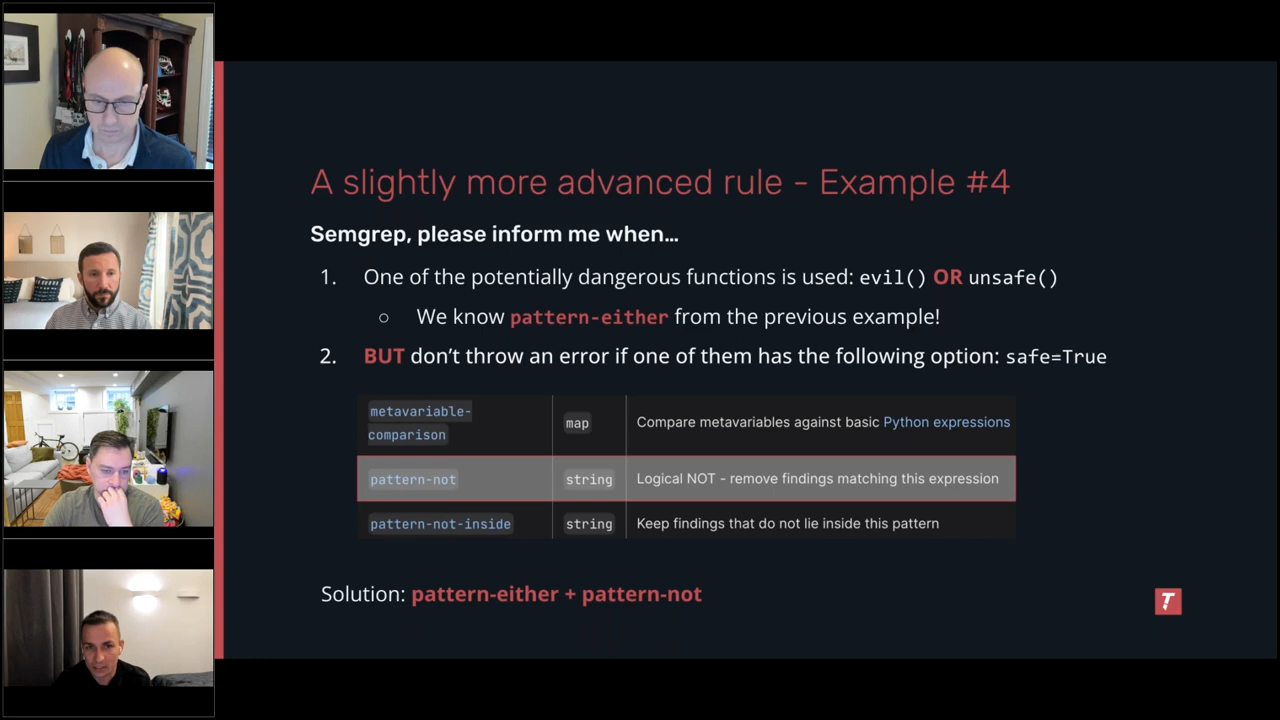 A slightly more advanced rule - Example #4
Semgrep, please inform me when…
1. One of the potentially dangerous functions is used: evil() OR unsafe()
○ We know pattern-either from the previous example!
2. BUT don’t throw an error if one of them has the following option: safe=True
metavariable-
comparison map Compare metavariables against basic Python expressions
pattern-not string Logical NOT - remove findings matching this expression
pattern-not-inside string Keep findings that do not lie inside this pattern
Solution: pattern-either + pattern-not
T